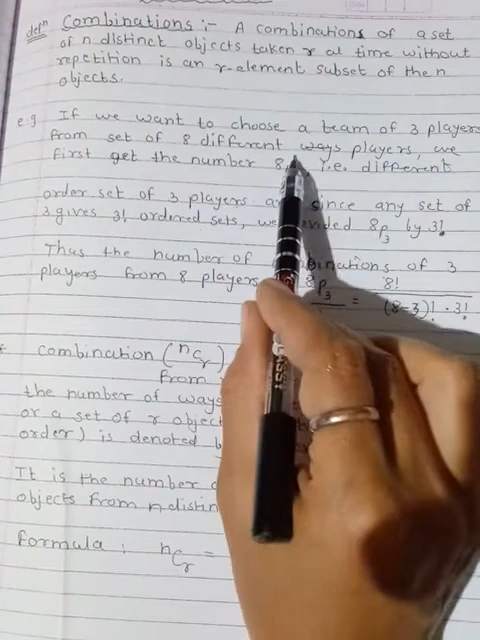 defⁿ Combinations :- A combinations of a set
of n distinct objects taken r at time without
repetition is an r-element subset of the n
objects.
e.g If we want to choose a team of 3 players
from set of 8 different ways players, we
first get the number 8 i.e. different
order set of 3 players. since any set of
3 gives 3! ordered sets, we 8p₃ by 3!
Thus the number of 3
players from 8 players 8p₃ = 8! / (8-3)! · 3!
Combination (ⁿCᵣ)
from
the number of ways
or a set of r object
order) is denoted
It is the number
objects from n distin
Formula : ⁿCᵣ =